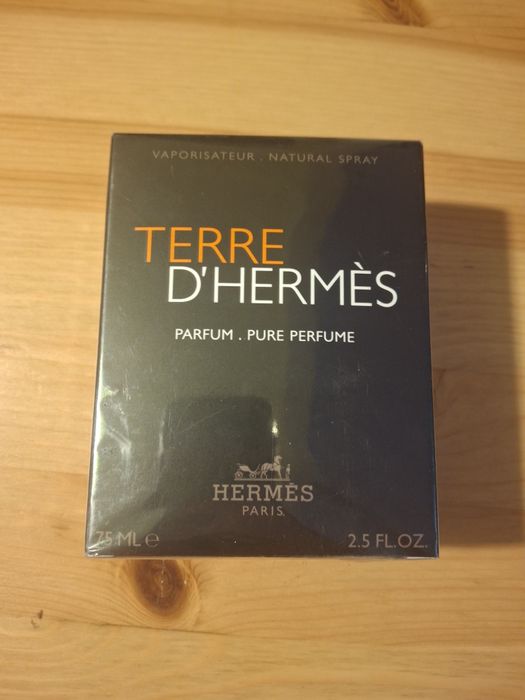 VAPORISATEUR . NATURAL SPRAY
TERRE
D'HERMÈS
PARFUM . PURE PERFUME
HERMÈS
PARIS
75 ML ℮ 2.5 FL.OZ.